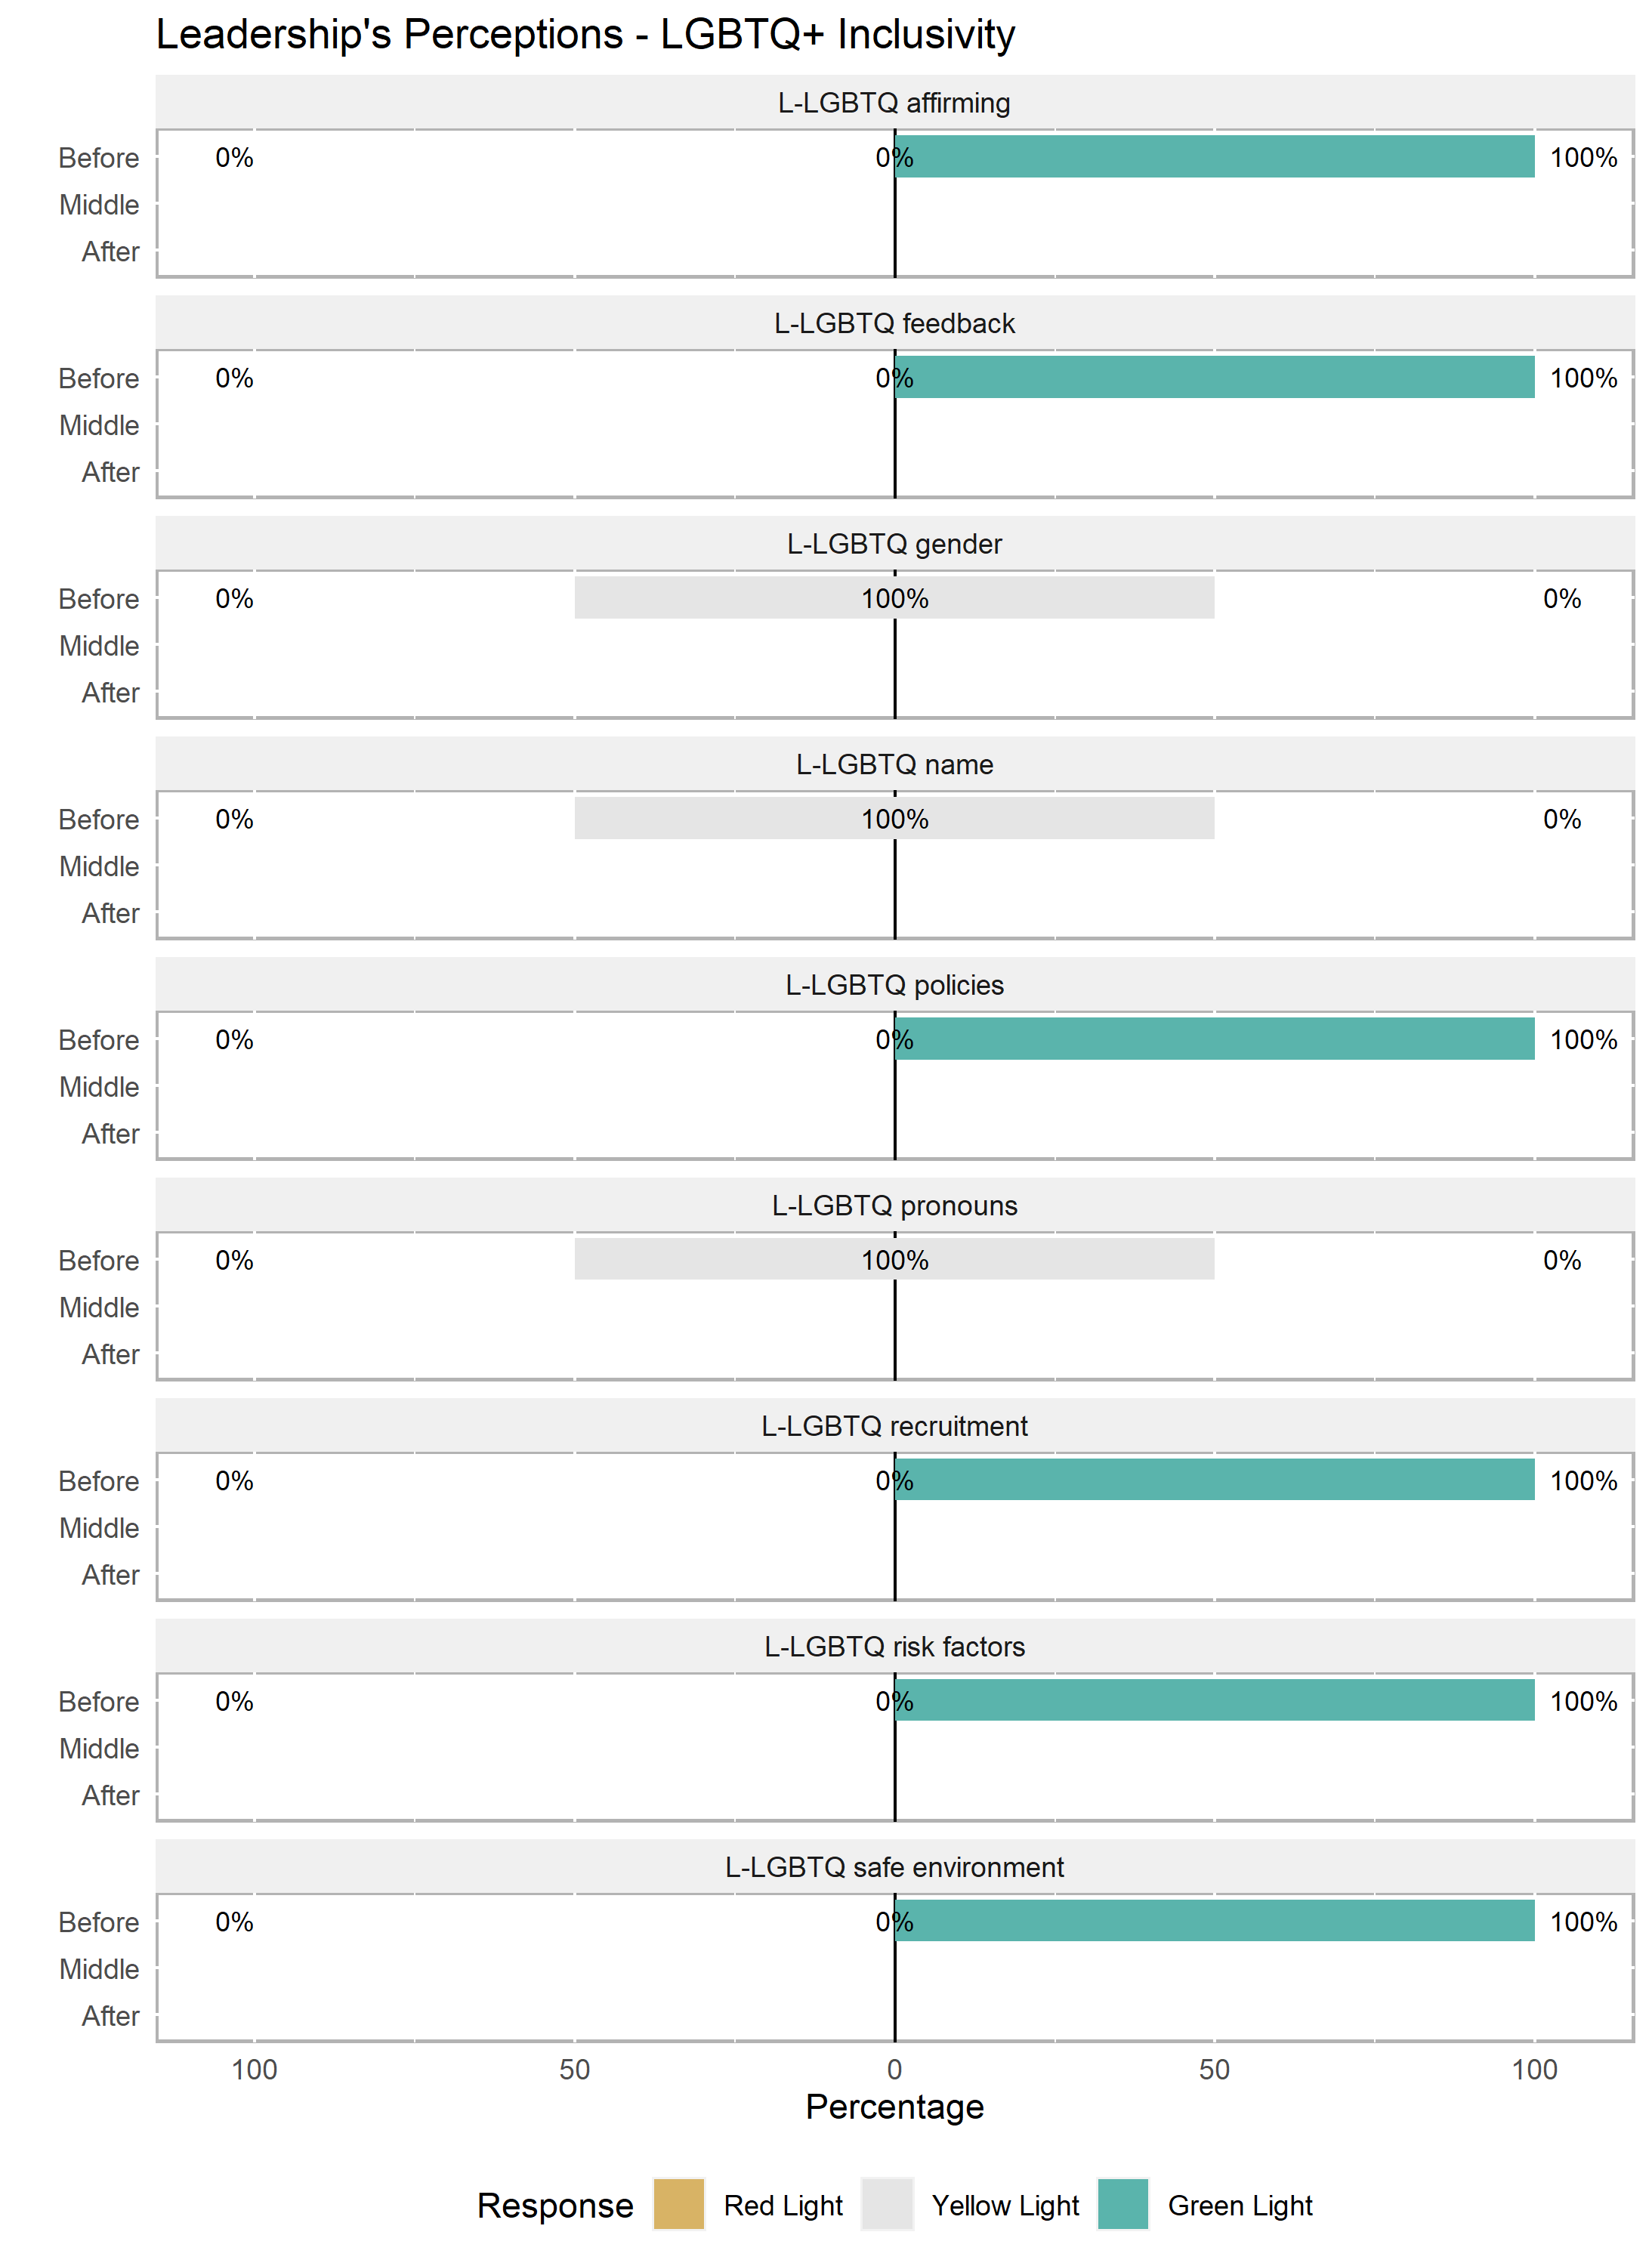 Leadership's Perceptions - LGBTQ+ Inclusivity
L-LGBTQ affirming
Before 0% 0% 100%
Middle
After
L-LGBTQ feedback
Before 0% 0% 100%
Middle
After
L-LGBTQ gender
Before 0% 100% 0%
Middle
After
L-LGBTQ name
Before 0% 100% 0%
Middle
After
L-LGBTQ policies
Before 0% 0% 100%
Middle
After
L-LGBTQ pronouns
Before 0% 100% 0%
Middle
After
L-LGBTQ recruitment
Before 0% 0% 100%
Middle
After
L-LGBTQ risk factors
Before 0% 0% 100%
Middle
After
L-LGBTQ safe environment
Before 0% 0% 100%
Middle
After
100 50 0 50 100
Percentage
Response Red Light Yellow Light Green Light